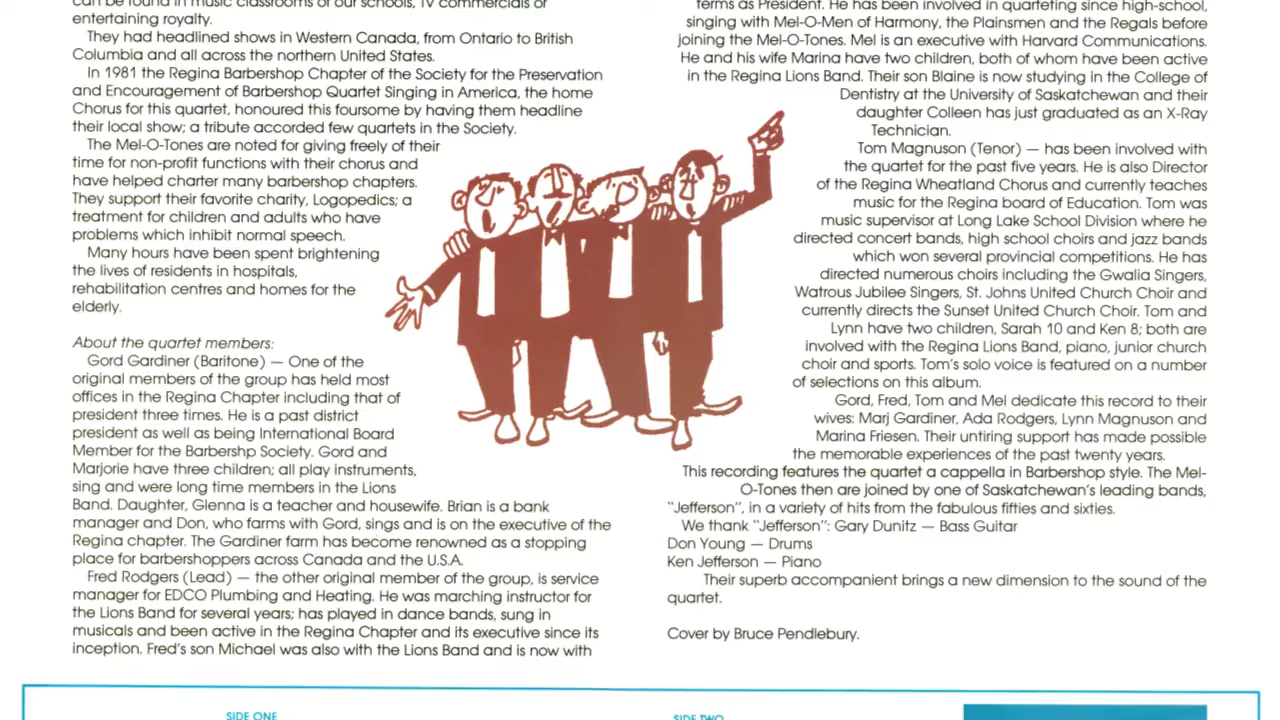 can be found in music classrooms of our schools, TV commercials or
entertaining royalty.
They had headlined shows in Western Canada, from Ontario to British
Columbia and all across the northern United States.
In 1981 the Regina Barbershop Chapter of the Society for the Preservation
and Encouragement of Barbershop Quartet Singing in America, the home
Chorus for this quartet, honoured this foursome by having them headline
their local show; a tribute accorded few quartets in the Society.
The Mel-O-Tones are noted for giving freely of their
time for non-profit functions with their chorus and
have helped charter many barbershop chapters.
They support their favorite charity, Logopedics; a
treatment for children and adults who have
problems which inhibit normal speech.
Many hours have been spent brightening
the lives of residents in hospitals,
rehabilitation centres and homes for the
elderly.
About the quartet members:
Gord Gardiner (Baritone) — One of the
original members of the group has held most
offices in the Regina Chapter including that of
president three times. He is a past district
president as well as being International Board
Member for the Barbershp Society. Gord and
Marjorie have three children; all play instruments,
sing and were long time members in the Lions
Band. Daughter, Glenna is a teacher and housewife. Brian is a bank
manager and Don, who farms with Gord, sings and is on the executive of the
Regina chapter. The Gardiner farm has become renowned as a stopping
place for barbershoppers across Canada and the U.S.A.
Fred Rodgers (Lead) — the other original member of the group, is service
manager for EDCO Plumbing and Heating. He was marching instructor for
the Lions Band for several years; has played in dance bands, sung in
musicals and been active in the Regina Chapter and its executive since its
inception. Fred's son Michael was also with the Lions Band and is now with
terms as President. He has been involved in quarteting since high-school,
singing with Mel-O-Men of Harmony, the Plainsmen and the Regals before
joining the Mel-O-Tones. Mel is an executive with Harvard Communications.
He and his wife Marina have two children, both of whom have been active
in the Regina Lions Band. Their son Blaine is now studying in the College of
Dentistry at the University of Saskatchewan and their
daughter Colleen has just graduated as an X-Ray
Technician.
Tom Magnuson (Tenor) — has been involved with
the quartet for the past five years. He is also Director
of the Regina Wheatland Chorus and currently teaches
music for the Regina board of Education. Tom was
music supervisor at Long Lake School Division where he
directed concert bands, high school choirs and jazz bands
which won several provincial competitions. He has
directed numerous choirs including the Gwalia Singers,
Watrous Jubilee Singers, St. Johns United Church Choir and
currently directs the Sunset United Church Choir. Tom and
Lynn have two children, Sarah 10 and Ken 8; both are
involved with the Regina Lions Band, piano, junior church
choir and sports. Tom's solo voice is featured on a number
of selections on this album.
Gord, Fred, Tom and Mel dedicate this record to their
wives: Marj Gardiner, Ada Rodgers, Lynn Magnuson and
Marina Friesen. Their untiring support has made possible
the memorable experiences of the past twenty years.
This recording features the quartet a cappella in Barbershop style. The Mel-
O-Tones then are joined by one of Saskatchewan's leading bands,
"Jefferson", in a variety of hits from the fabulous fifties and sixties.
We thank "Jefferson": Gary Dunitz — Bass Guitar
Don Young — Drums
Ken Jefferson — Piano
Their superb accompanient brings a new dimension to the sound of the
quartet.
Cover by Bruce Pendlebury.
SIDE ONE
SIDE TWO